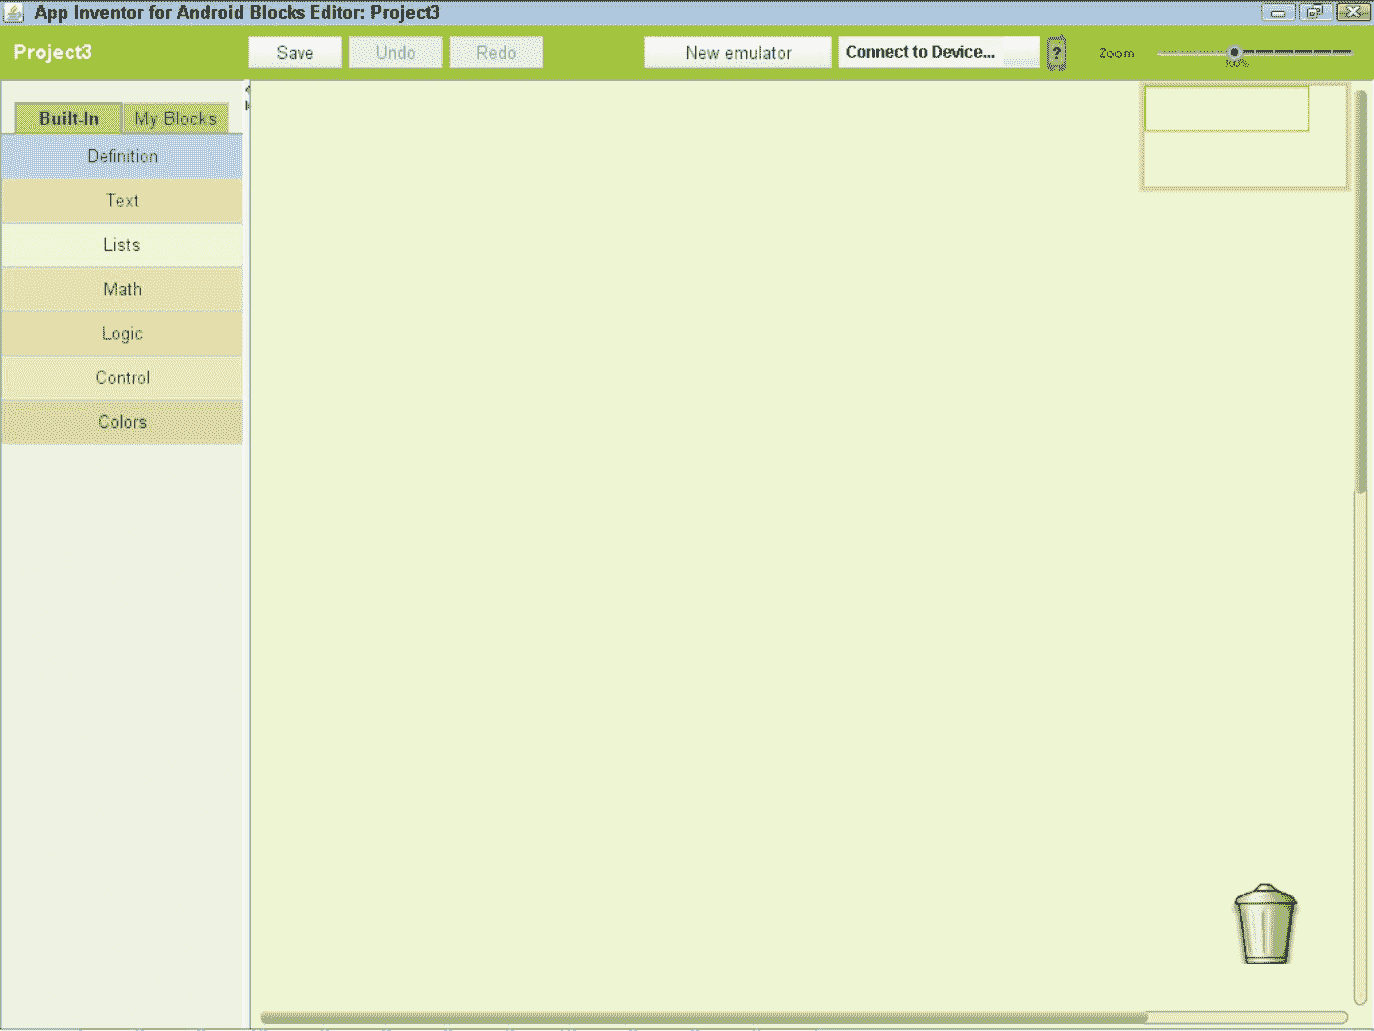 App Inventor for Android Blocks Editor: Project3
Project3 Save Undo Redo New emulator Connect to Device... ? Zoom
100%
Built-In My Blocks
Definition
Text
Lists
Math
Logic
Control
Colors